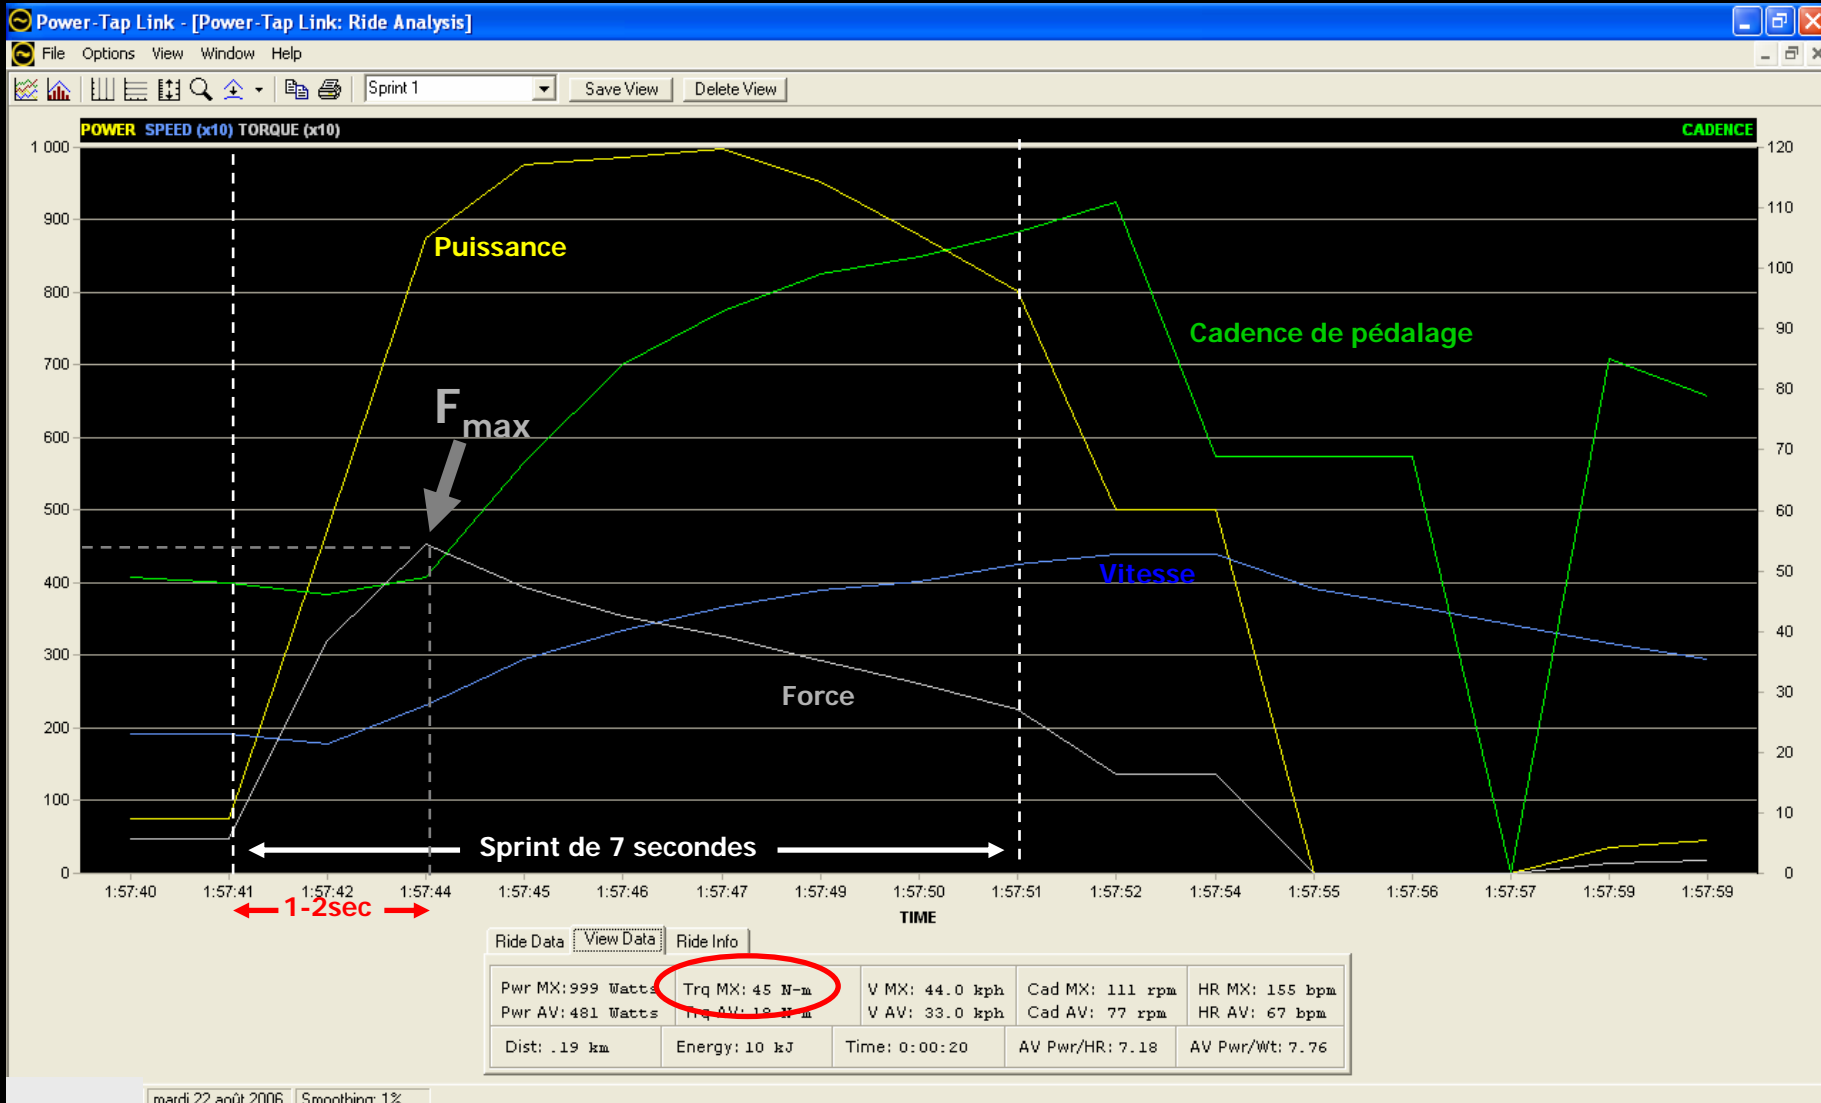 Power-Tap Link - [Power-Tap Link: Ride Analysis]
File Options View Window Help
Sprint 1 Save View Delete View
POWER SPEED (x10) TORQUE (x10) CADENCE
1 000 120
900 110
Puissance
800 100
90
Cadence de pédalage
700
80
Fmax
600 70
500 60
400 50
Vitesse
300 40
Force 30
200
20
100 10
Sprint de 7 secondes
0 0
1:57:40 1:57:41 1:57:42 1:57:44 1:57:45 1:57:46 1:57:47 1:57:49 1:57:50 1:57:51 1:57:52 1:57:54 1:57:55 1:57:56 1:57:57 1:57:59 1:57:59
1-2sec
TIME
Ride Data View Data Ride Info
Pwr MX:999 Watts Trq MX: 45 N-m V MX: 44.0 kph Cad MX: 111 rpm HR MX: 155 bpm
Pwr AV:481 Watts Trq AV: 18 N-m V AV: 33.0 kph Cad AV: 77 rpm HR AV: 67 bpm
Dist: .19 km Energy:10 kJ Time: 0:00:20 AV Pwr/HR: 7.18 AV Pwr/Wt: 7.76
mardi 22 août 2006 Smoothing: 1%